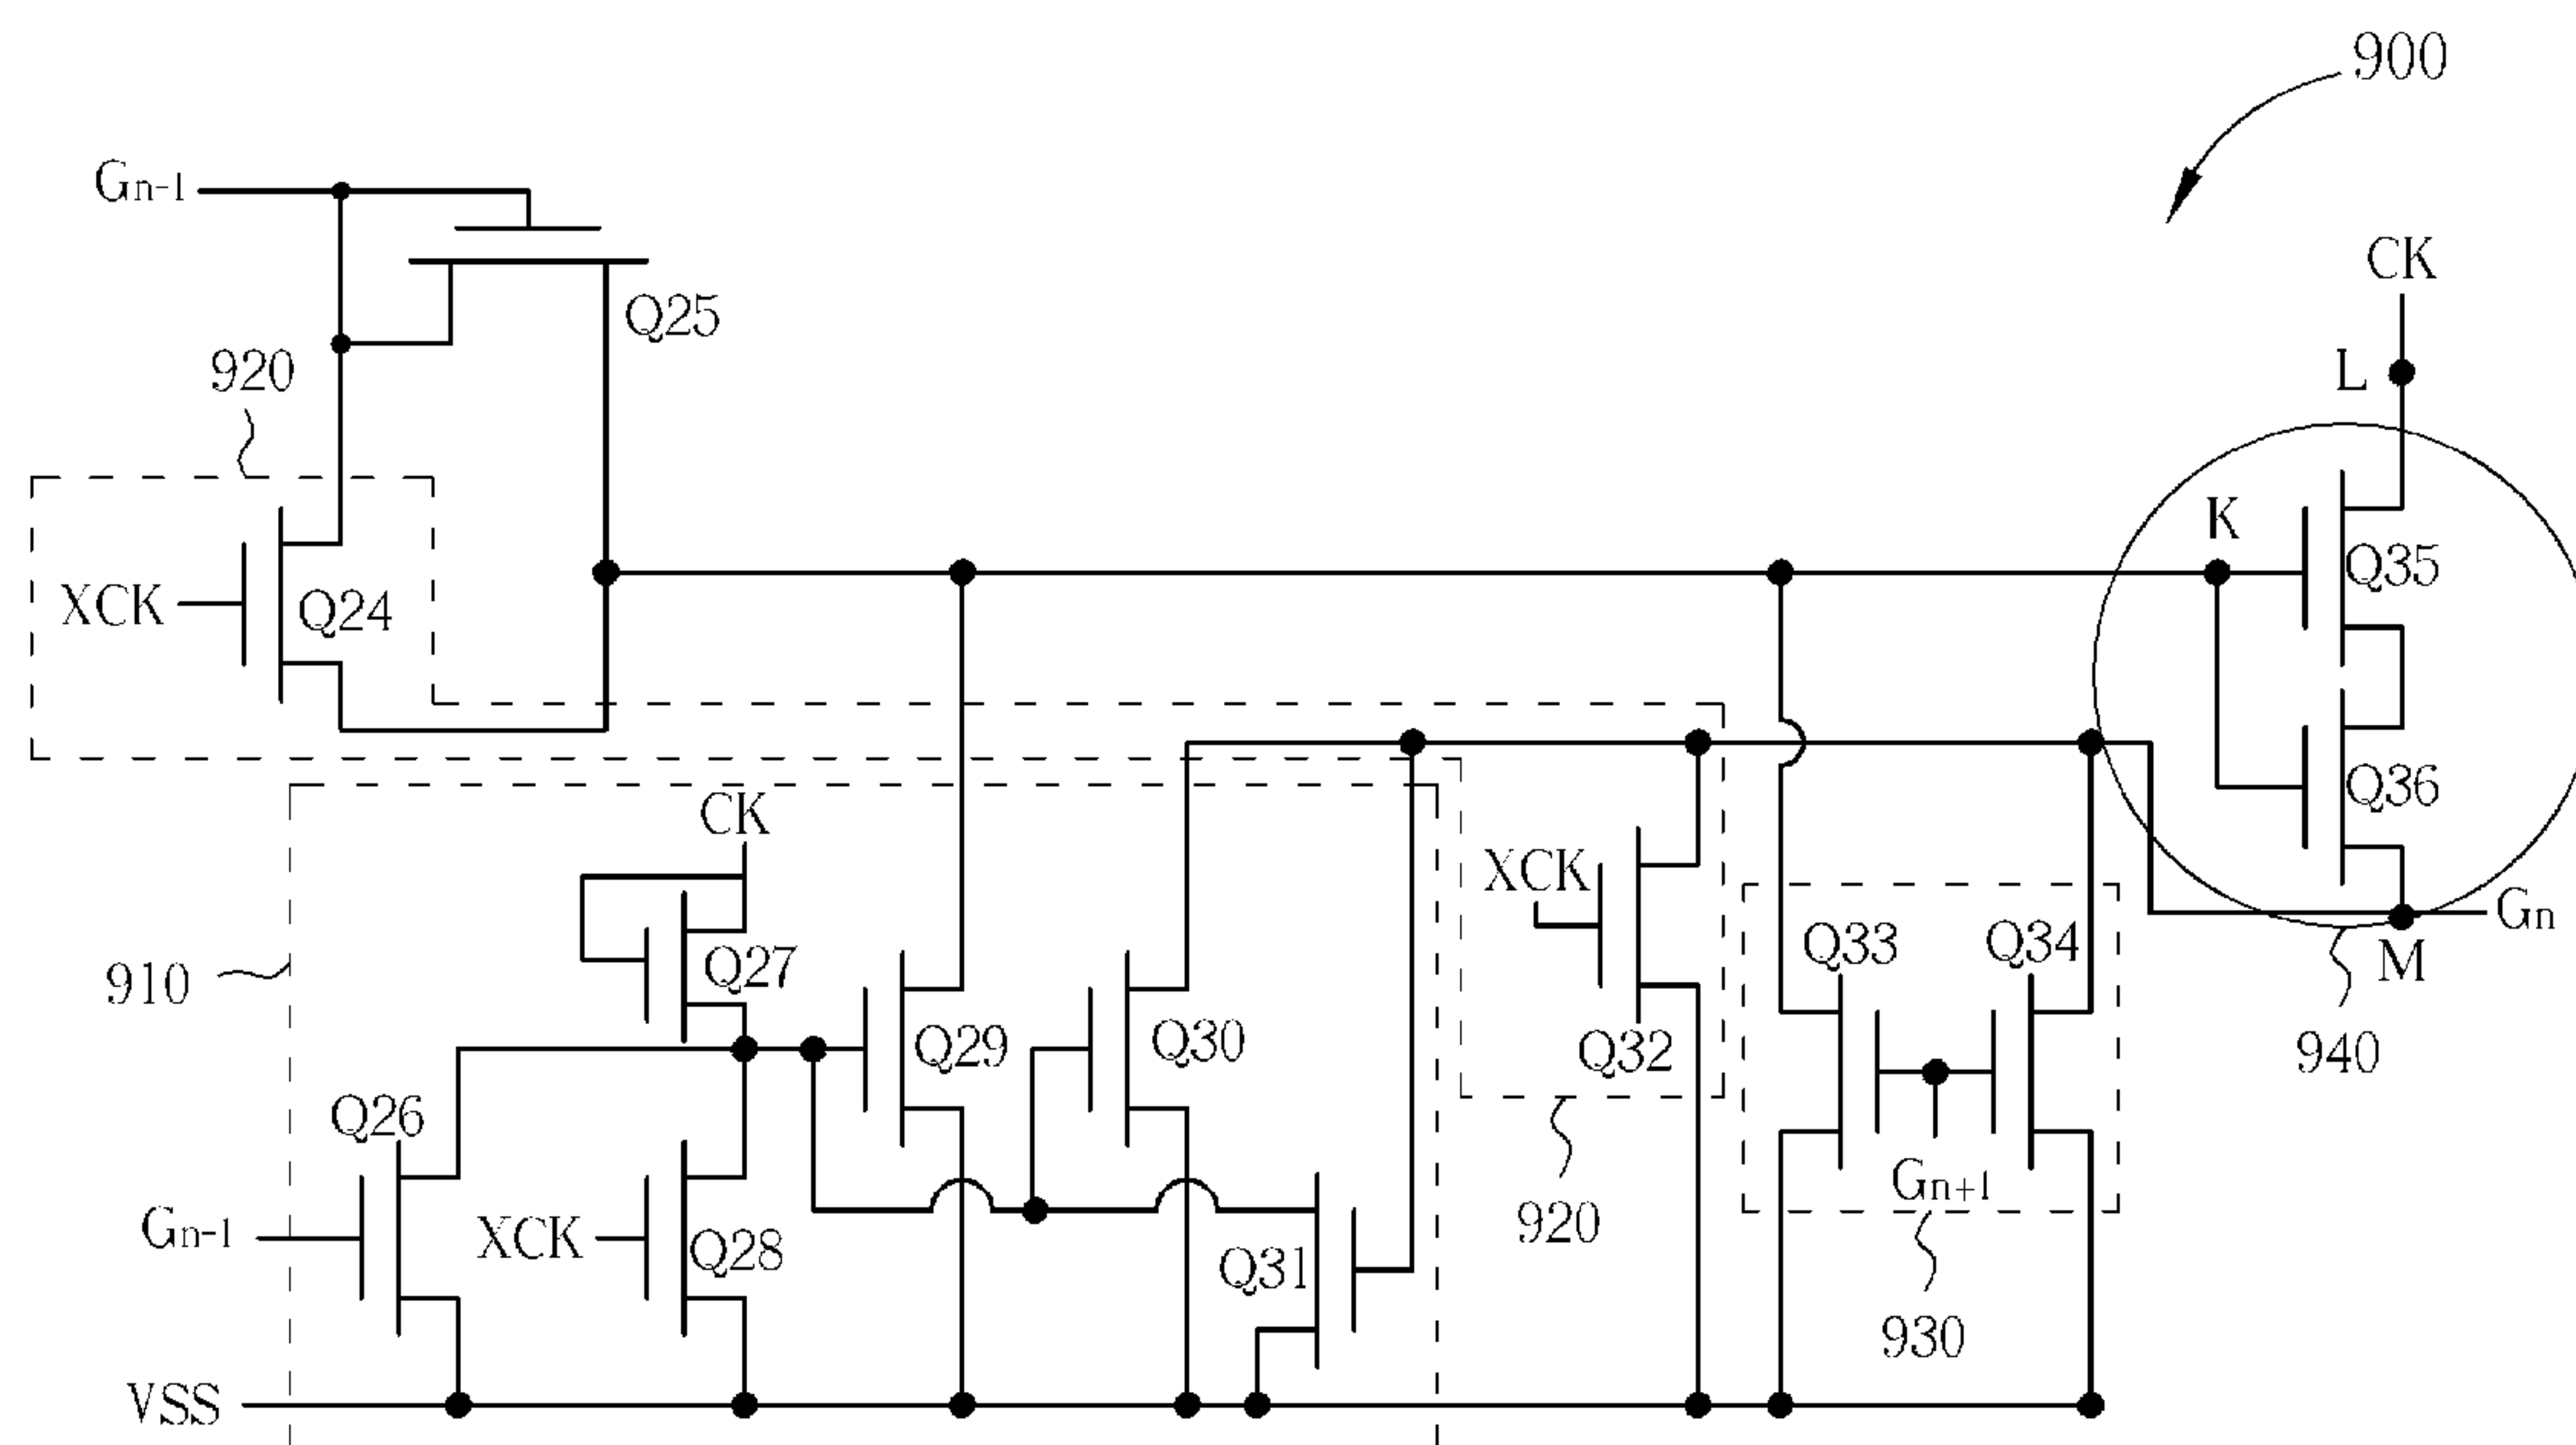 900
Gn-1
CK
Q25
L
920
K
Q35
XCK
Q24
Q36
CK
XCK
Gn
Q33
Q34
M
910
Q27
Q29
Q30
Q32
940
Q26
Gn+1
920
Gn-1
XCK
Q28
Q31
930
VSS